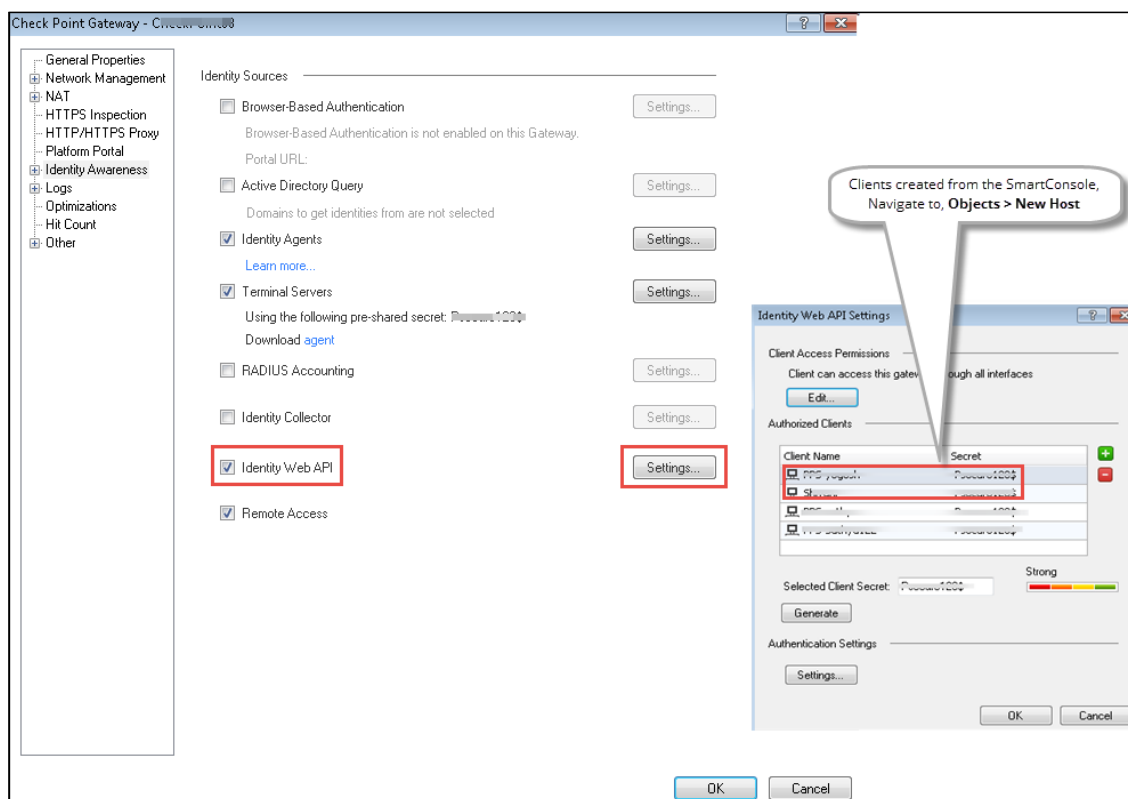 Check Point Gateway -
General Properties
Network Management
NAT
HTTPS Inspection
HTTP/HTTPS Proxy
Platform Portal
Identity Awareness
Logs
Optimizations
Hit Count
Other
Identity Sources
Browser-Based Authentication
Settings...
Browser-Based Authentication is not enabled on this Gateway.
Portal URL:
Active Directory Query
Settings...
Domains to get identities from are not selected
Identity Agents
Settings...
Learn more...
Terminal Servers
Settings...
Using the following pre-shared secret:
Download agent
RADIUS Accounting
Settings...
Identity Collector
Settings...
Identity Web API
Settings...
Remote Access
OK
Cancel
Clients created from the SmartConsole,
Navigate to, Objects > New Host
Identity Web API Settings
Client Access Permissions
Client can access this through all interfaces
Edit...
Authorized Clients
Client Name
Secret
Selected Client Secret:
Strong
Generate
Authentication Settings
Settings...
OK
Cancel